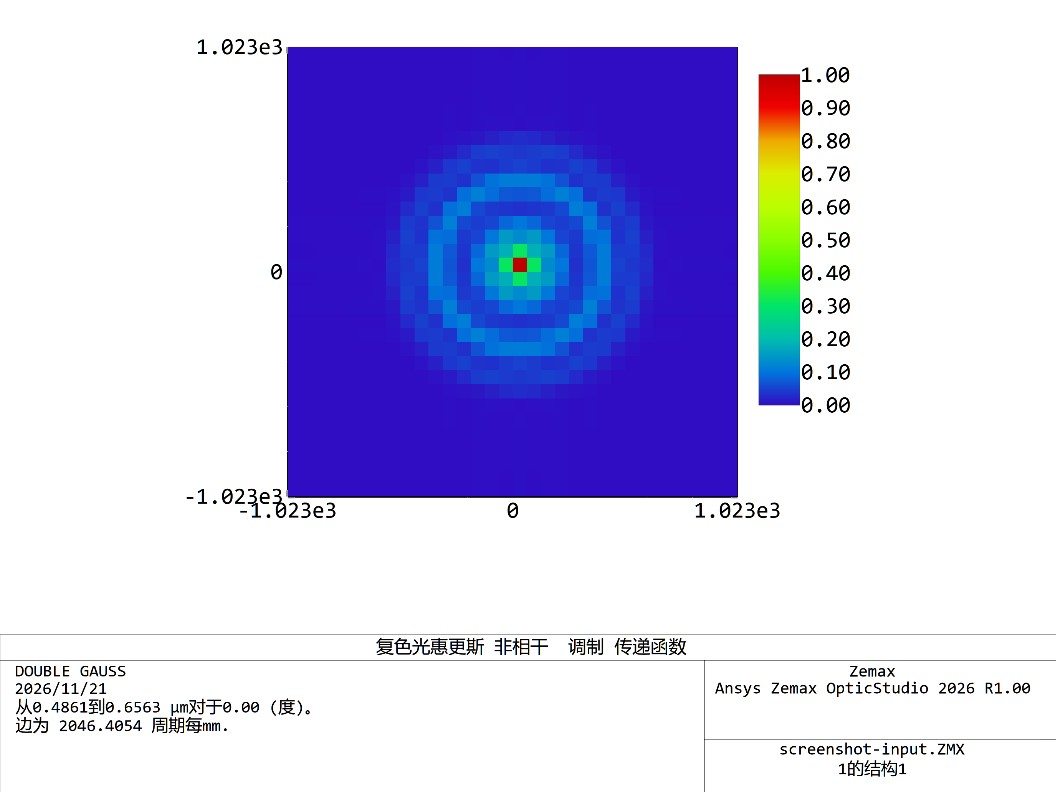 1.023e3
0
-1.023e3
-1.023e3
0
1.023e3
1.00
0.90
0.80
0.70
0.60
0.50
0.40
0.30
0.20
0.10
0.00
复色光惠更斯 非相干 调制 传递函数
DOUBLE GAUSS
2026/11/21
从0.4861到0.6563 µm对于0.00 (度)。
边为 2046.4054 周期每mm.
Zemax
Ansys Zemax OpticStudio 2026 R1.00
screenshot-input.ZMX
1的结构1